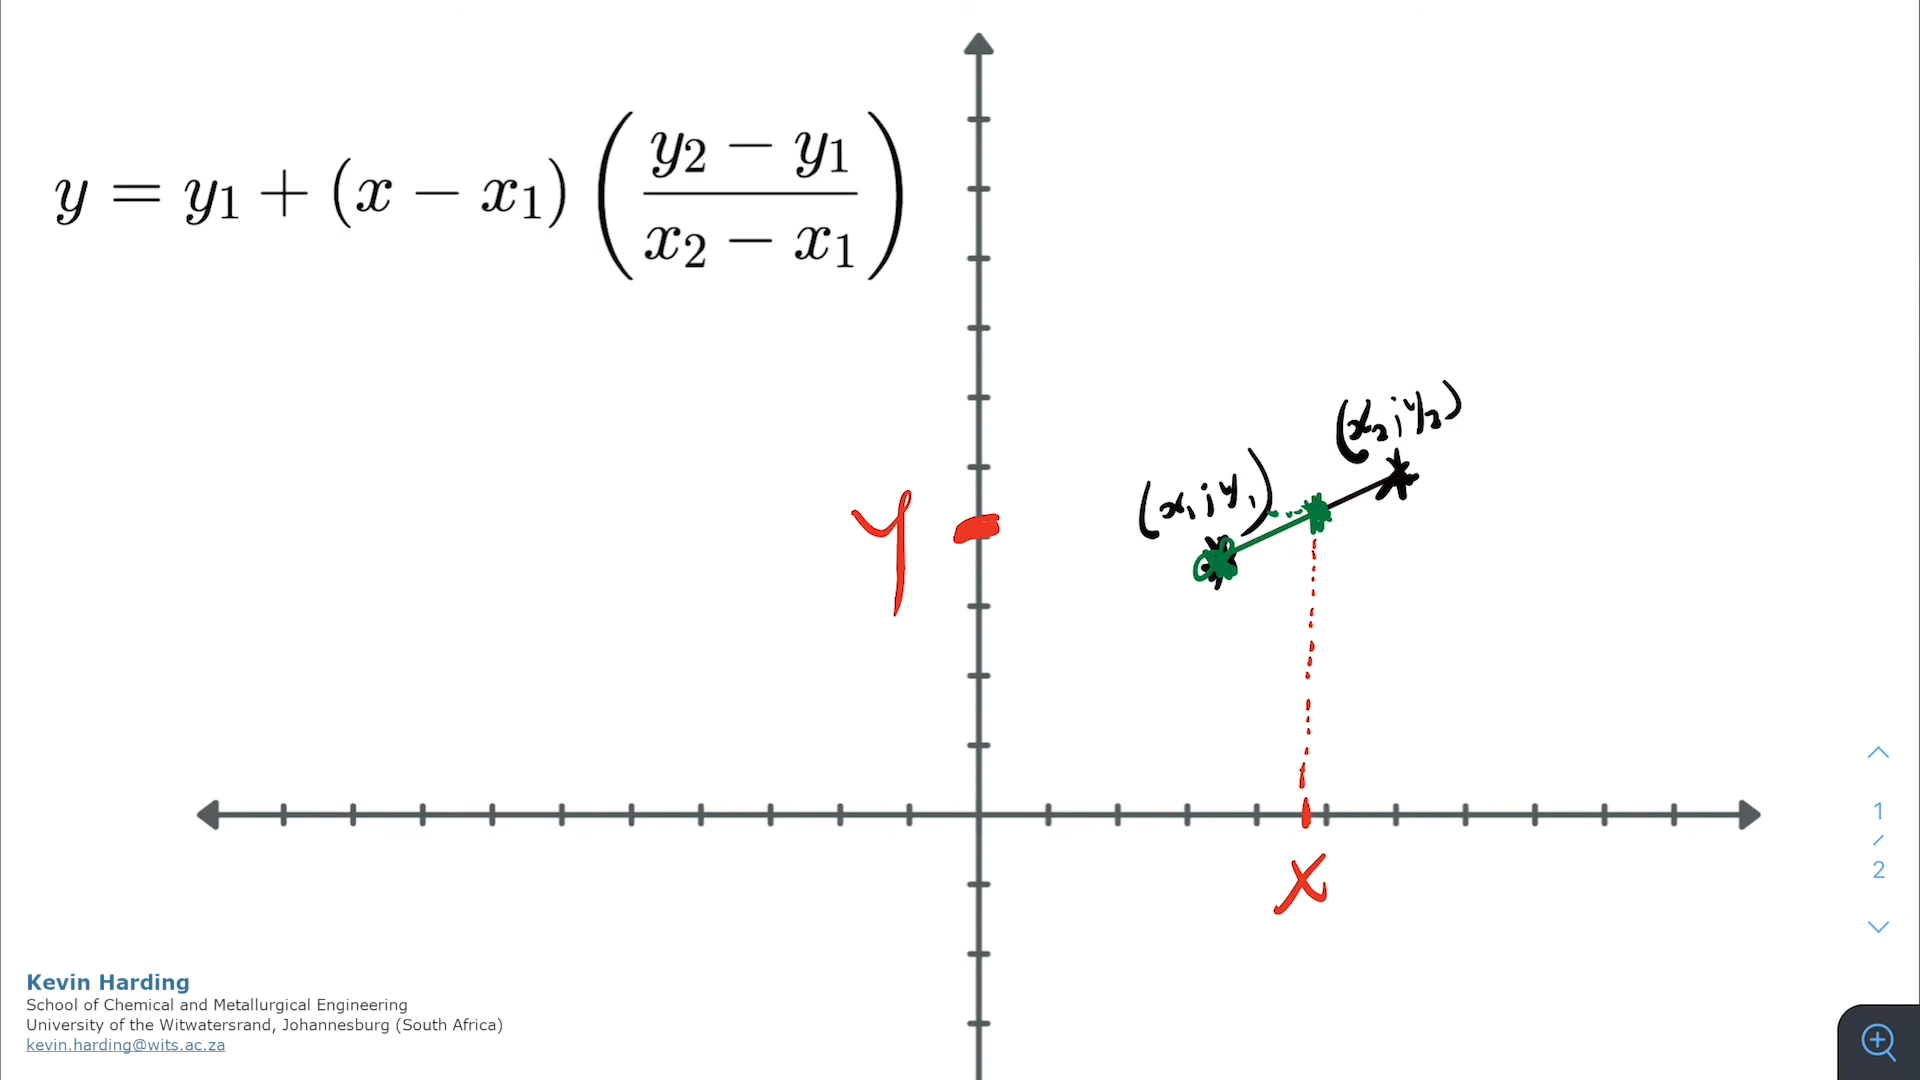 y = y₁ + (x − x₁) ( (y₂ − y₁) / (x₂ − x₁) )
(x₂;y₂)
(x₁;y₁)
y
x
1
/
2
Kevin Harding
School of Chemical and Metallurgical Engineering
University of the Witwatersrand, Johannesburg (South Africa)
kevin.harding@wits.ac.za